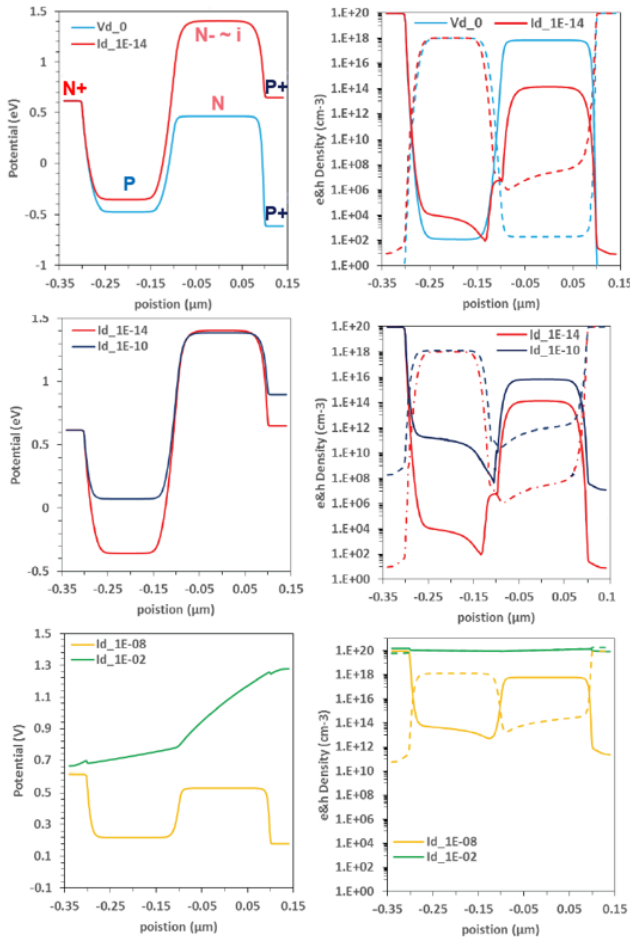 Vd_0
Id_1E-14
N- ~ i
N+
P+
N
P
P+
1.5
1
0.5
0
-0.5
-1
Potential (eV)
-0.35 -0.25 -0.15 -0.05 0.05 0.15
poistion (µm)
Vd_0 Id_1E-14
1.E+20
1.E+18
1.E+16
1.E+14
1.E+12
1.E+10
1.E+08
1.E+06
1.E+04
1.E+02
1.E+00
e&h Density (cm-3)
-0.35 -0.25 -0.15 -0.05 0.05 0.15
poistion (µm)
Id_1E-14
Id_1E-10
1.5
1
0.5
0
-0.5
Potential (eV)
-0.35 -0.25 -0.15 -0.05 0.05 0.15
poistion (µm)
Id_1E-14
Id_1E-10
1.E+20
1.E+18
1.E+16
1.E+14
1.E+12
1.E+10
1.E+08
1.E+06
1.E+04
1.E+02
1.E+00
e&h Density (cm-3)
-0.35 -0.25 -0.15 -0.05 0.05 0.15
poistion (µm)
Id_1E-08
Id_1E-02
1.5
1.3
1.1
0.9
0.7
0.5
0.3
0.1
-0.1
Potential (V)
-0.35 -0.25 -0.15 -0.05 0.05 0.15
poistion (µm)
1.E+20
1.E+18
1.E+16
1.E+14
1.E+12
1.E+10
1.E+08
1.E+06
1.E+04
1.E+02
1.E+00
e&h Density (cm-3)
Id_1E-08
Id_1E-02
-0.35 -0.25 -0.15 -0.05 0.05 0.15
poistion (µm)